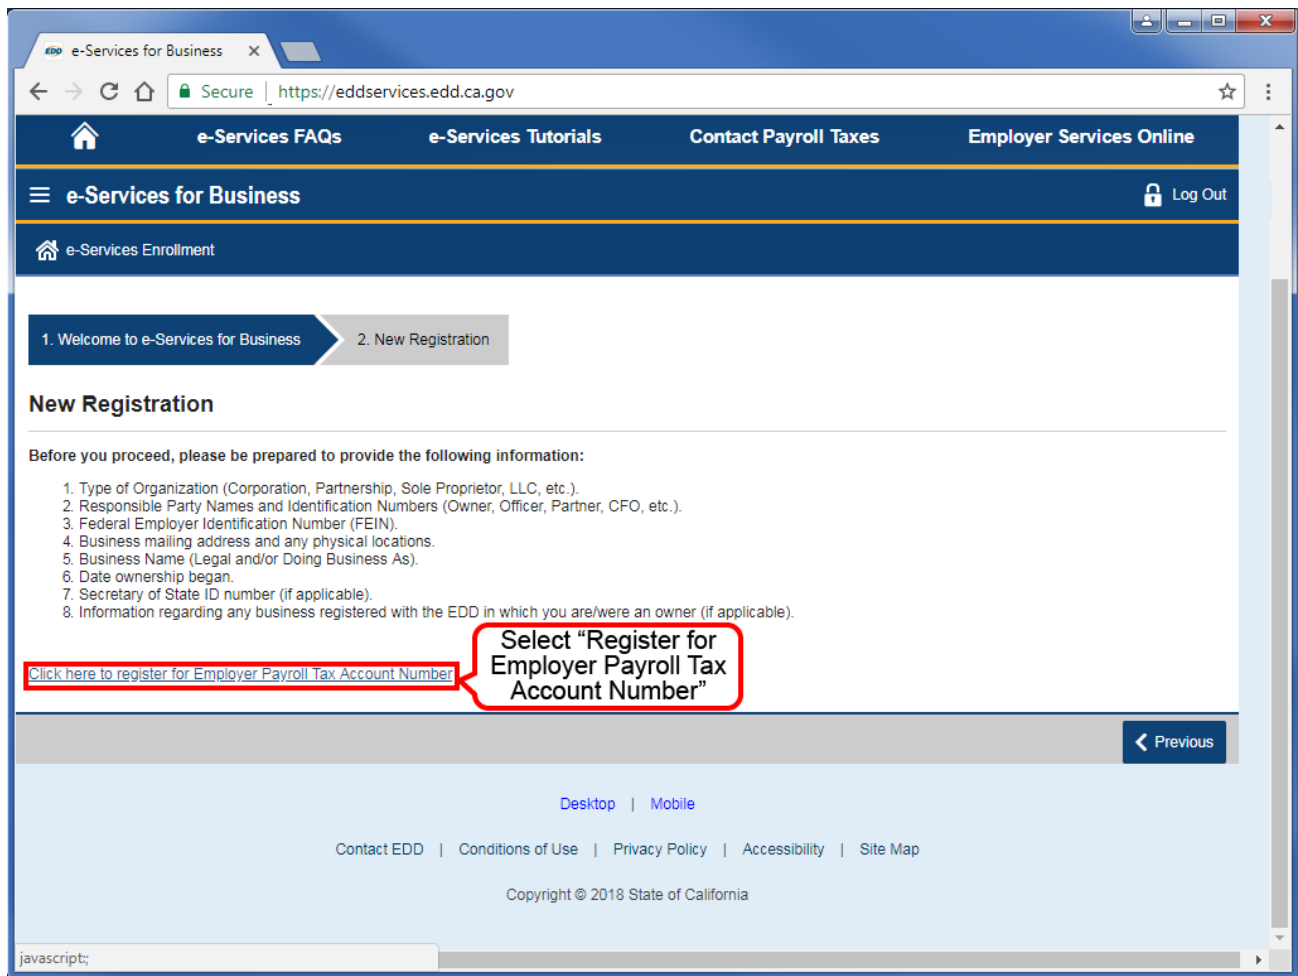 EDD e-Services for Business
Secure | https://eddservices.edd.ca.gov
e-Services FAQs e-Services Tutorials Contact Payroll Taxes Employer Services Online
e-Services for Business Log Out
e-Services Enrollment
1. Welcome to e-Services for Business 2. New Registration
New Registration
Before you proceed, please be prepared to provide the following information:
1. Type of Organization (Corporation, Partnership, Sole Proprietor, LLC, etc.).
2. Responsible Party Names and Identification Numbers (Owner, Officer, Partner, CFO, etc.).
3. Federal Employer Identification Number (FEIN).
4. Business mailing address and any physical locations.
5. Business Name (Legal and/or Doing Business As).
6. Date ownership began.
7. Secretary of State ID number (if applicable).
8. Information regarding any business registered with the EDD in which you are/were an owner (if applicable).
Select “Register for
Employer Payroll Tax
Account Number”
Click here to register for Employer Payroll Tax Account Number
Previous
Desktop | Mobile
Contact EDD | Conditions of Use | Privacy Policy | Accessibility | Site Map
Copyright © 2018 State of California
javascript:;